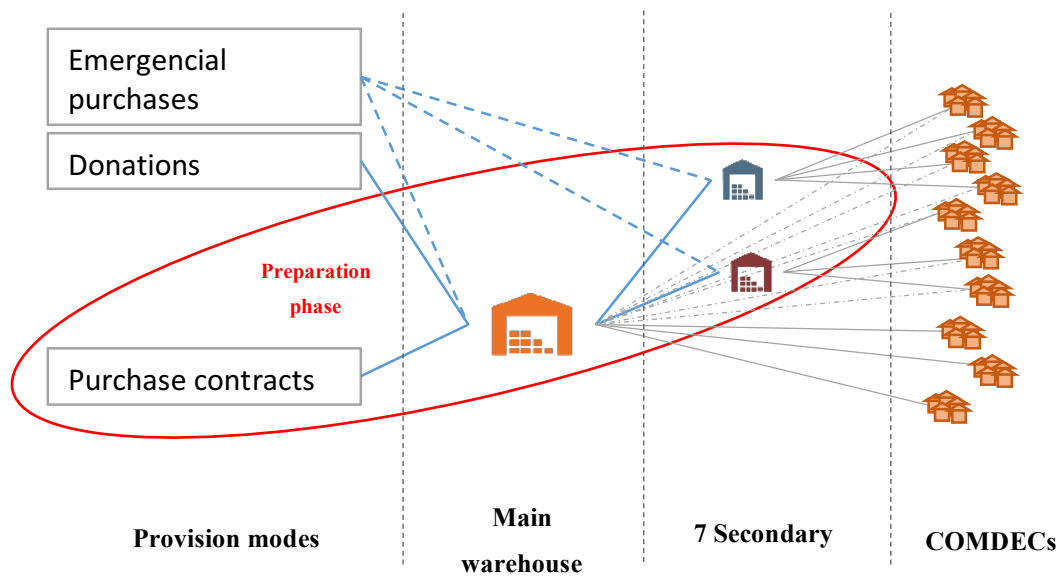 Emergencial
purchases
Donations
Preparation
phase
Purchase contracts
Provision modes
Main
warehouse
7 Secondary
COMDECs